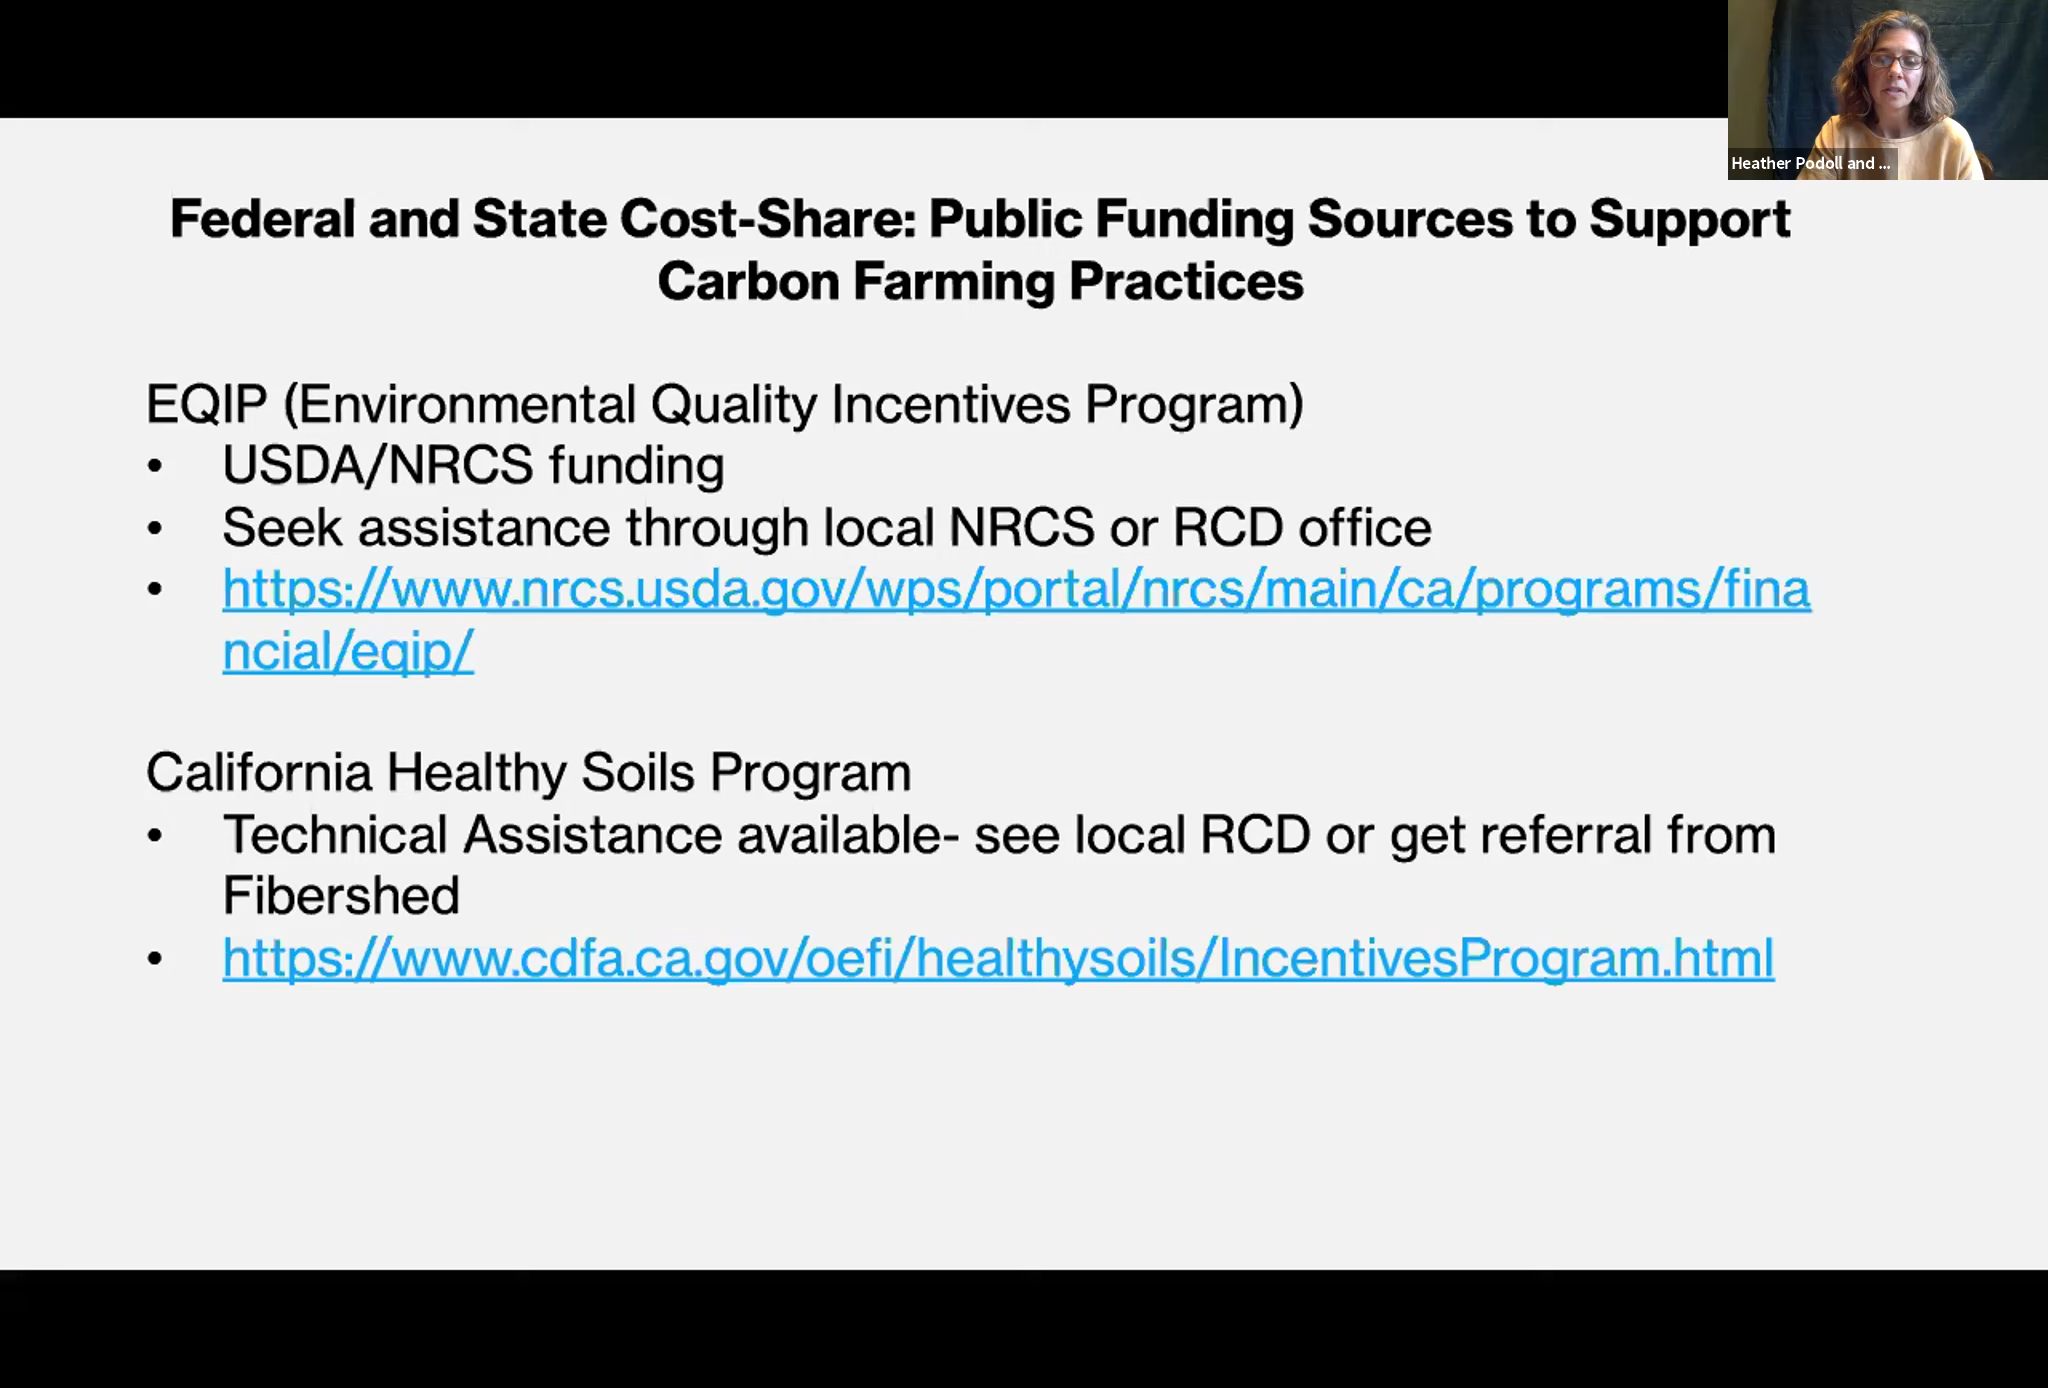 Heather Podoll and ...
Federal and State Cost-Share: Public Funding Sources to Support
Carbon Farming Practices
EQIP (Environmental Quality Incentives Program)
• USDA/NRCS funding
• Seek assistance through local NRCS or RCD office
• https://www.nrcs.usda.gov/wps/portal/nrcs/main/ca/programs/fina
ncial/eqip/
California Healthy Soils Program
• Technical Assistance available- see local RCD or get referral from
Fibershed
• https://www.cdfa.ca.gov/oefi/healthysoils/IncentivesProgram.html